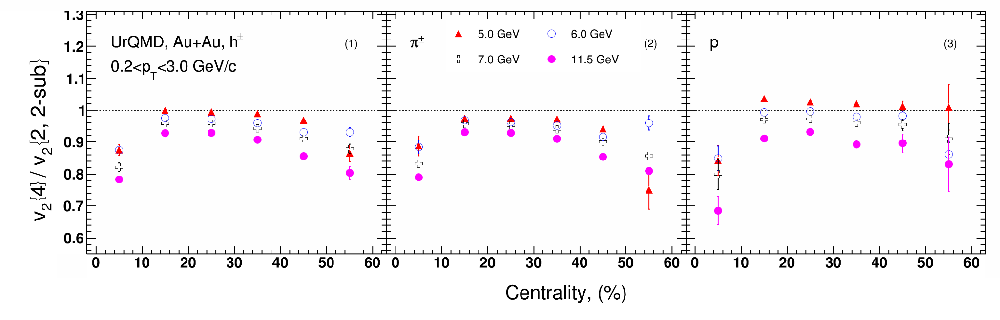 v2{4} / v2{2, 2-sub}
1.3
1.2
1.1
1
0.9
0.8
0.7
0.6
UrQMD, Au+Au, h±
(1)
0.2<pT<3.0 GeV/c
π±
5.0 GeV
6.0 GeV
(2)
7.0 GeV
11.5 GeV
p
(3)
0 10 20 30 40 50 60
0 10 20 30 40 50 60
0 10 20 30 40 50 60
Centrality, (%)